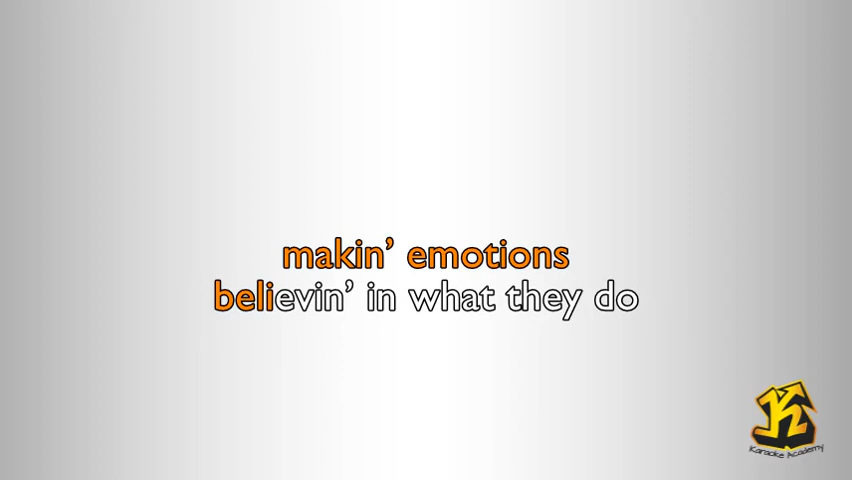 makin’ emotions
believin’ in what they do
K
Karaoke Academy